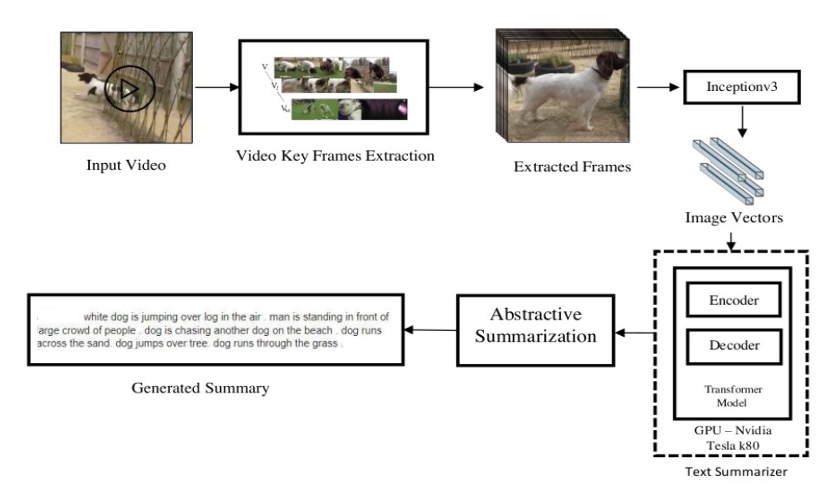 Input Video
V
V
V
Video Key Frames Extraction
Extracted Frames
Inceptionv3
Image Vectors
Encoder
Decoder
Transformer
Model
GPU – Nvidia
Tesla k80
Text Summarizer
Abstractive
Summarization
white dog is jumping over log in the air . man is standing in front of
arge crowd of people . dog is chasing another dog on the beach . dog runs
across the sand. dog jumps over tree. dog runs through the grass .
Generated Summary